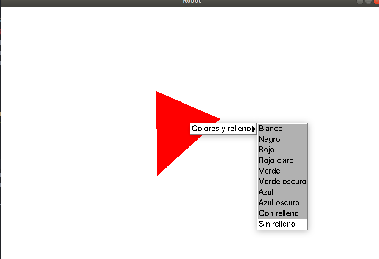 Robot
Colores y relleno
Blanco
Negro
Rojo
Rojo claro
Verde
Verde oscuro
Azul
Azul oscuro
Con relleno
Sin relleno